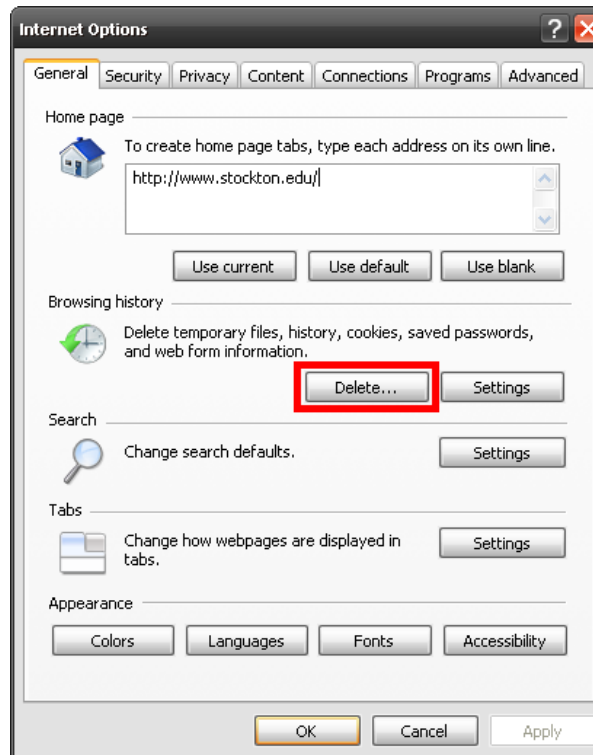 Internet Options
?
General Security Privacy Content Connections Programs Advanced
Home page
To create home page tabs, type each address on its own line.
http://www.stockton.edu/
Use current Use default Use blank
Browsing history
Delete temporary files, history, cookies, saved passwords,
and web form information.
Delete... Settings
Search
Change search defaults. Settings
Tabs
Change how webpages are displayed in
tabs.
Settings
Appearance
Colors Languages Fonts Accessibility
OK Cancel Apply